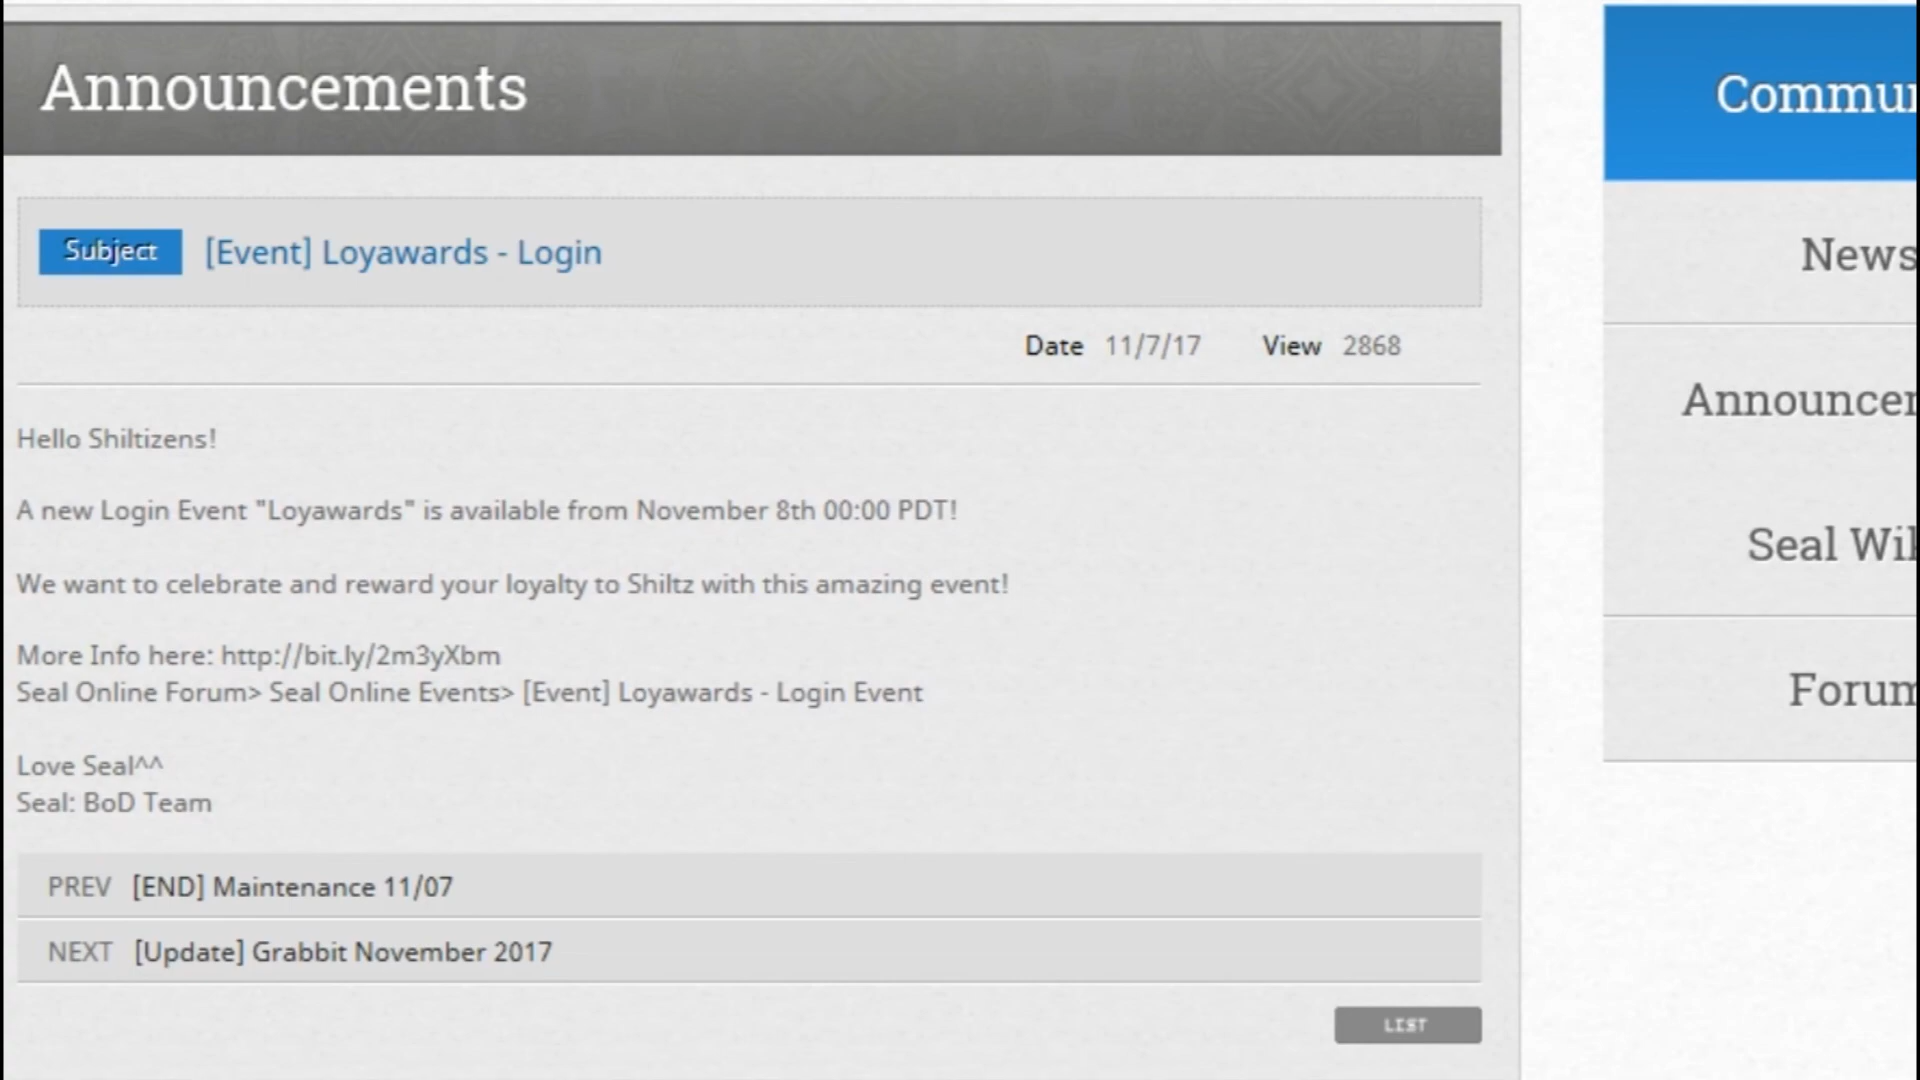 Announcements
Subject [Event] Loyawards - Login
Date 11/7/17 View 2868
Hello Shiltizens!
A new Login Event "Loyawards" is available from November 8th 00:00 PDT!
We want to celebrate and reward your loyalty to Shiltz with this amazing event!
More Info here: http://bit.ly/2m3yXbm
Seal Online Forum> Seal Online Events> [Event] Loyawards - Login Event
Love Seal^^
Seal: BoD Team
PREV [END] Maintenance 11/07
NEXT [Update] Grabbit November 2017
LIST
News
Seal
Forum